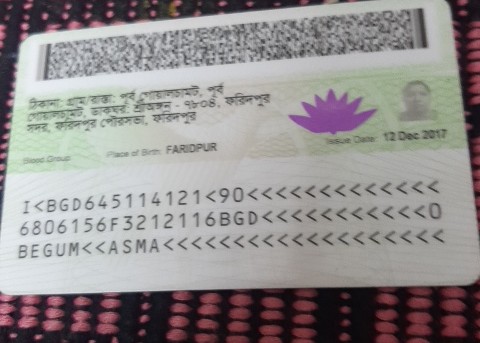 ঠিকানা: গ্রাম/রাস্তা: পূর্ব গোয়ালচামট, পূর্ব
গোয়ালচামট, ডাকঘর: শ্রীঅঙ্গন - ৭৮০৪, ফরিদপুর
সদর, ফরিদপুর পৌরসভা, ফরিদপুর
Blood Group: Place of Birth: FARIDPUR Issue Date: 12 Dec 2017
I<BGD645114121<90<<<<<<<<<<<<<<
6806156F3212116BGD<<<<<<<<<<<0
BEGUM<<ASMA<<<<<<<<<<<<<<<<<<<